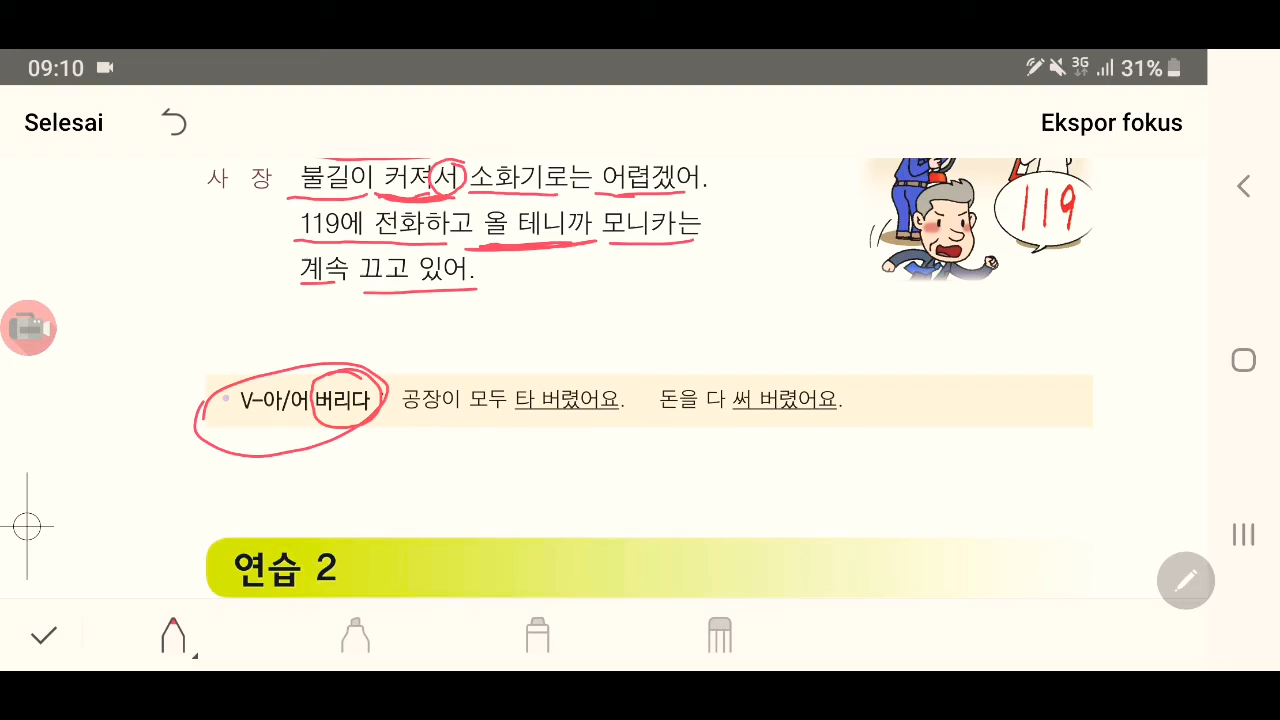 09:10
3G 31%
Selesai
Ekspor fokus
사 장 불길이 커져서 소화기로는 어렵겠어.
119에 전화하고 올 테니까 모니카는
계속 끄고 있어.
119
• V-아/어 버리다 공장이 모두 타 버렸어요. 돈을 다 써 버렸어요.
연습 2